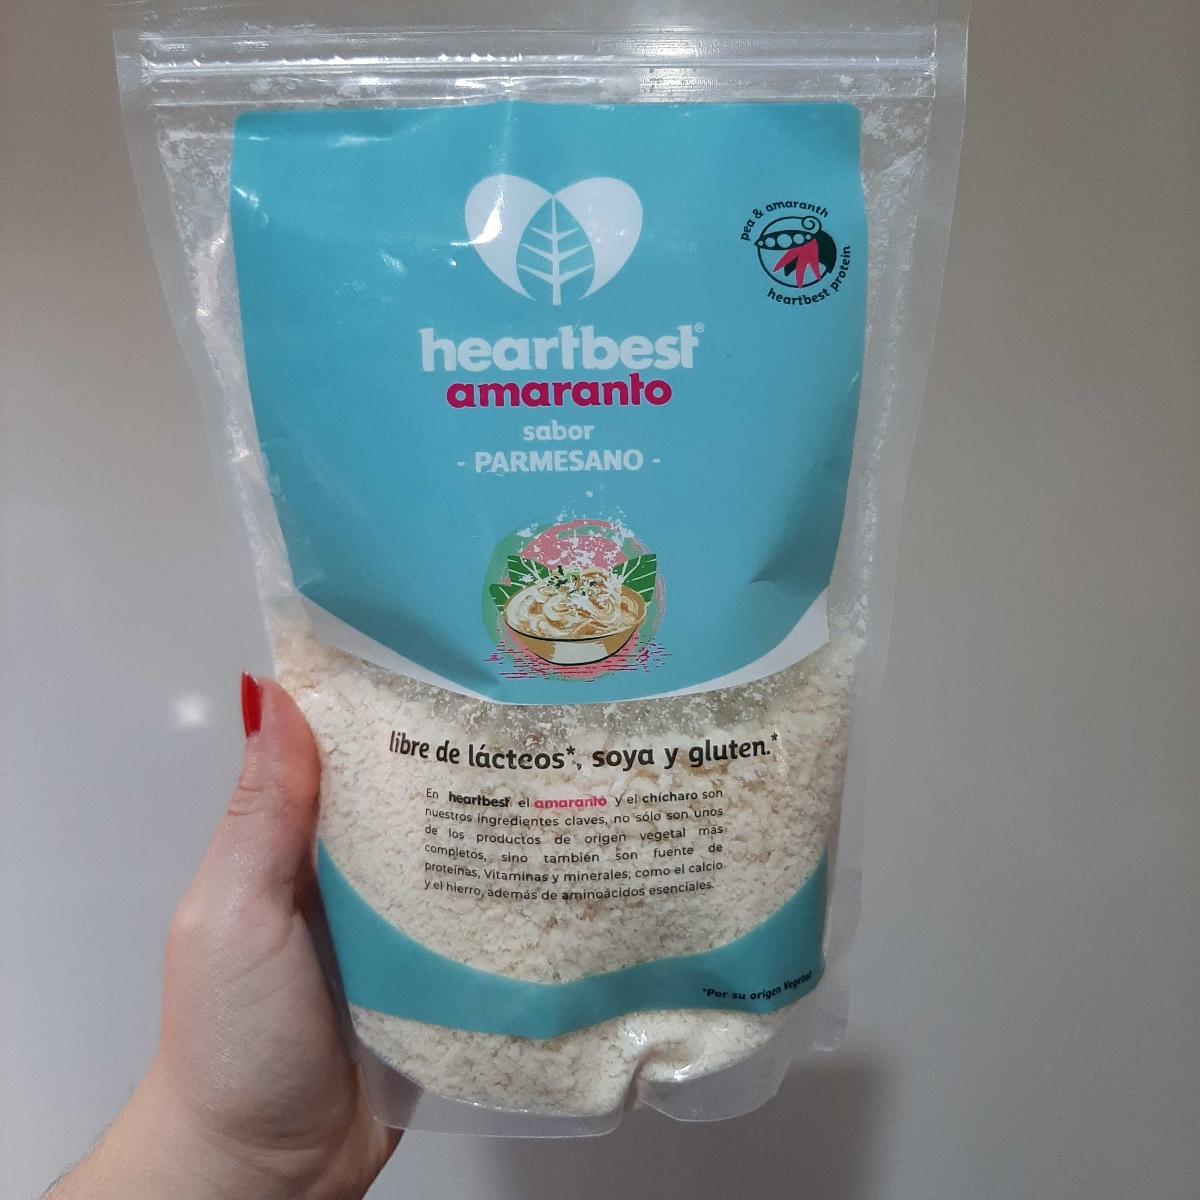 pea & amaranth
heartbest protein
heartbest®
amaranto
sabor
- PARMESANO -
libre de lácteos*, soya y gluten.*
En heartbest el amaranto y el chícharo son
nuestros ingredientes claves, no sólo son unos
de los productos de origen vegetal más
completos, sino también son fuente de
proteínas, Vitaminas y minerales; como el calcio
y el hierro, además de aminoácidos esenciales.
*Por su origen Vegetal